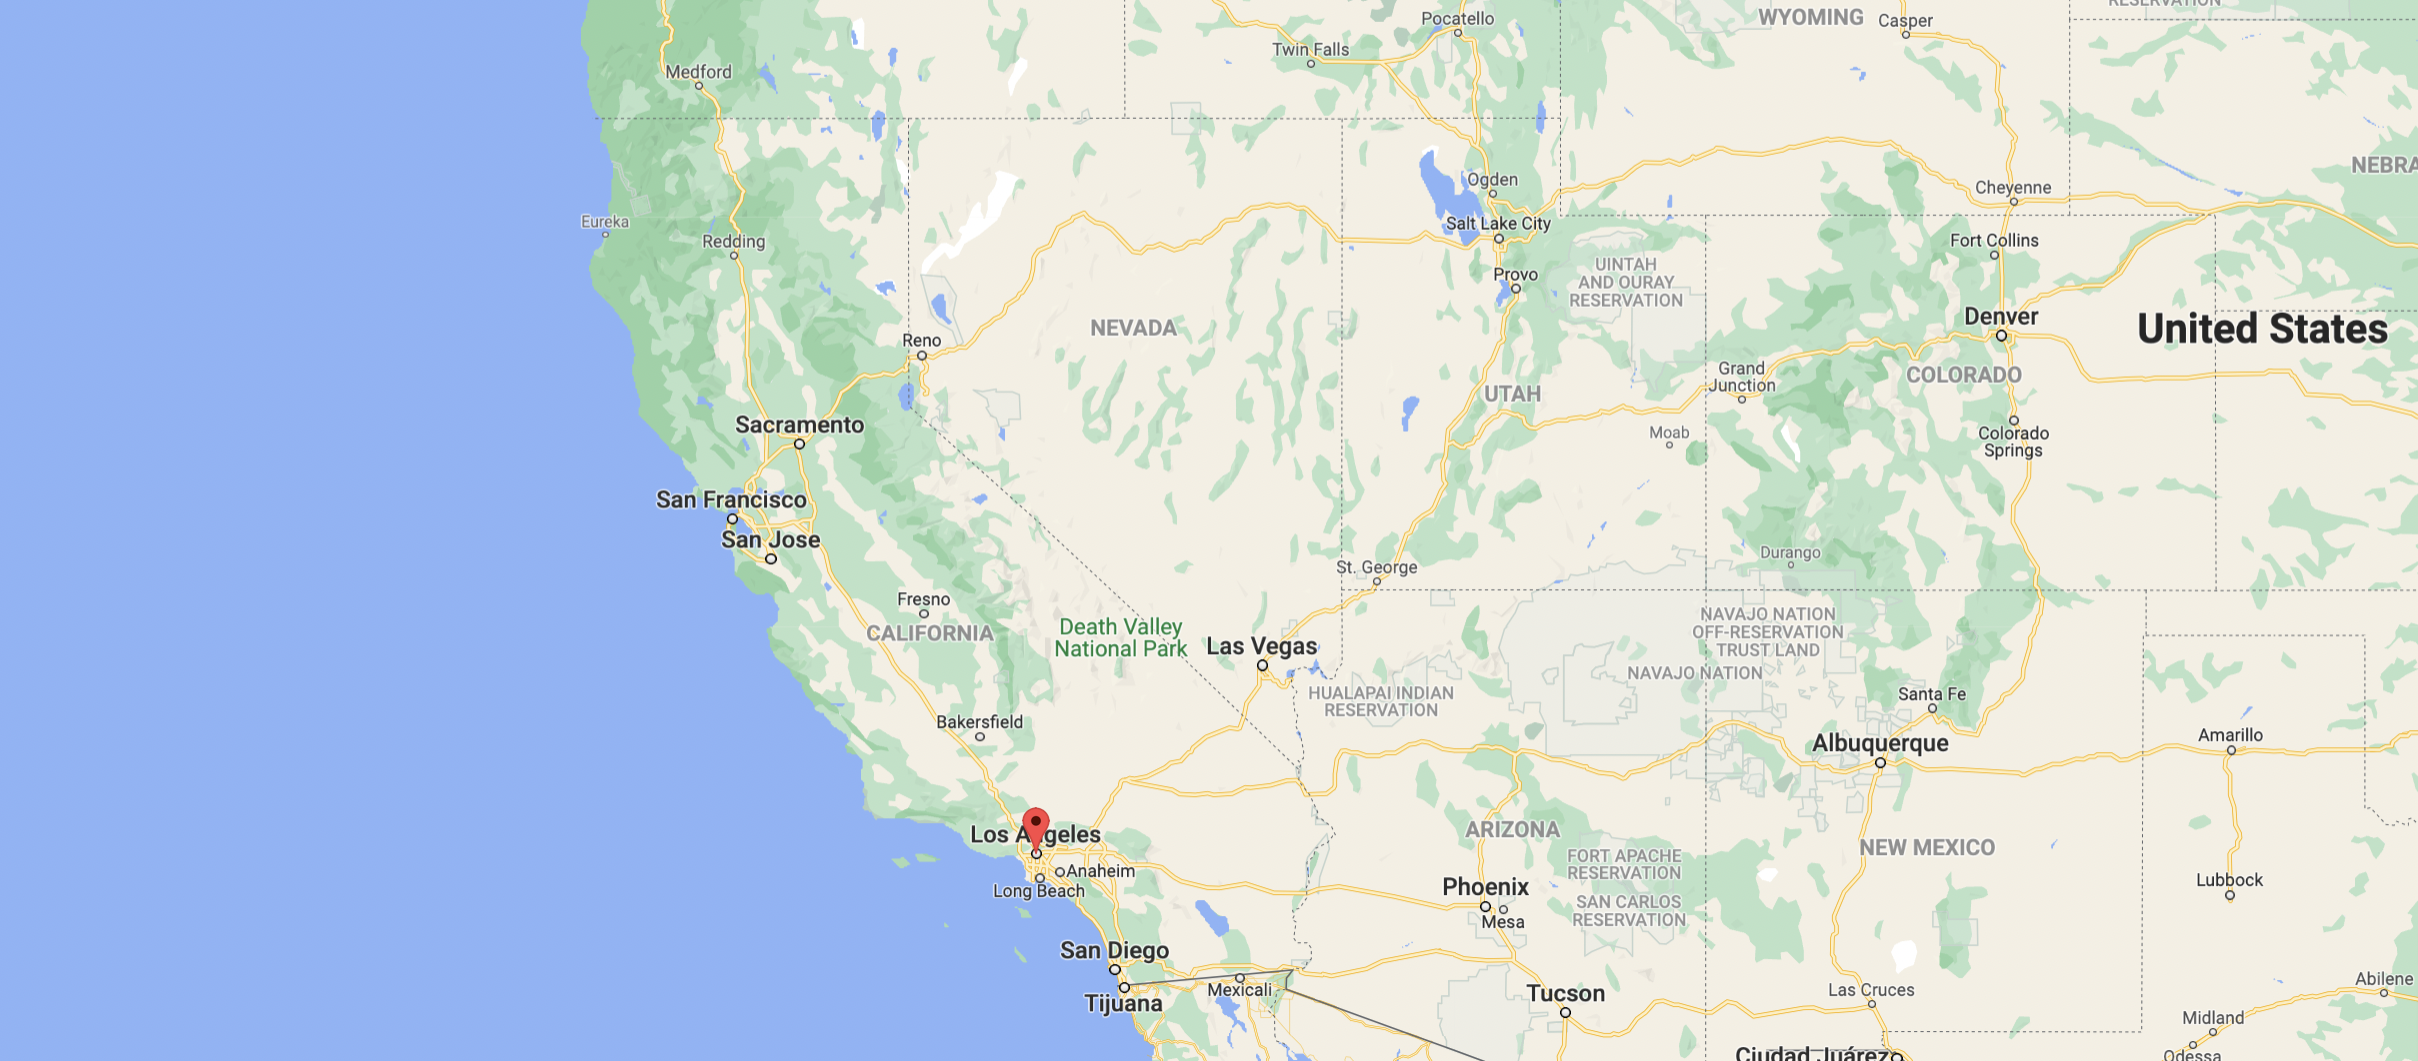 RESERVATION
Pocatello
WYOMING
Casper
Twin Falls
Medford
NEBRA
Ogden
Cheyenne
Eureka
Salt Lake City
Redding
Fort Collins
UINTAH
AND OURAY
RESERVATION
Provo
Denver
United States
NEVADA
Reno
Grand
Junction
COLORADO
UTAH
Sacramento
Moab
Colorado
Springs
San Francisco
San Jose
Durango
St. George
Fresno
CALIFORNIA
Death Valley
National Park
Las Vegas
NAVAJO NATION
OFF-RESERVATION
TRUST LAND
NAVAJO NATION
HUALAPAI INDIAN
RESERVATION
Santa Fe
Bakersfield
Albuquerque
Amarillo
Los Angeles
ARIZONA
NEW MEXICO
FORT APACHE
RESERVATION
Anaheim
Long Beach
Phoenix
Mesa
SAN CARLOS
RESERVATION
Lubbock
San Diego
Tijuana
Mexicali
Tucson
Las Cruces
Abilene
Midland
Odessa
Ciudad Juárez